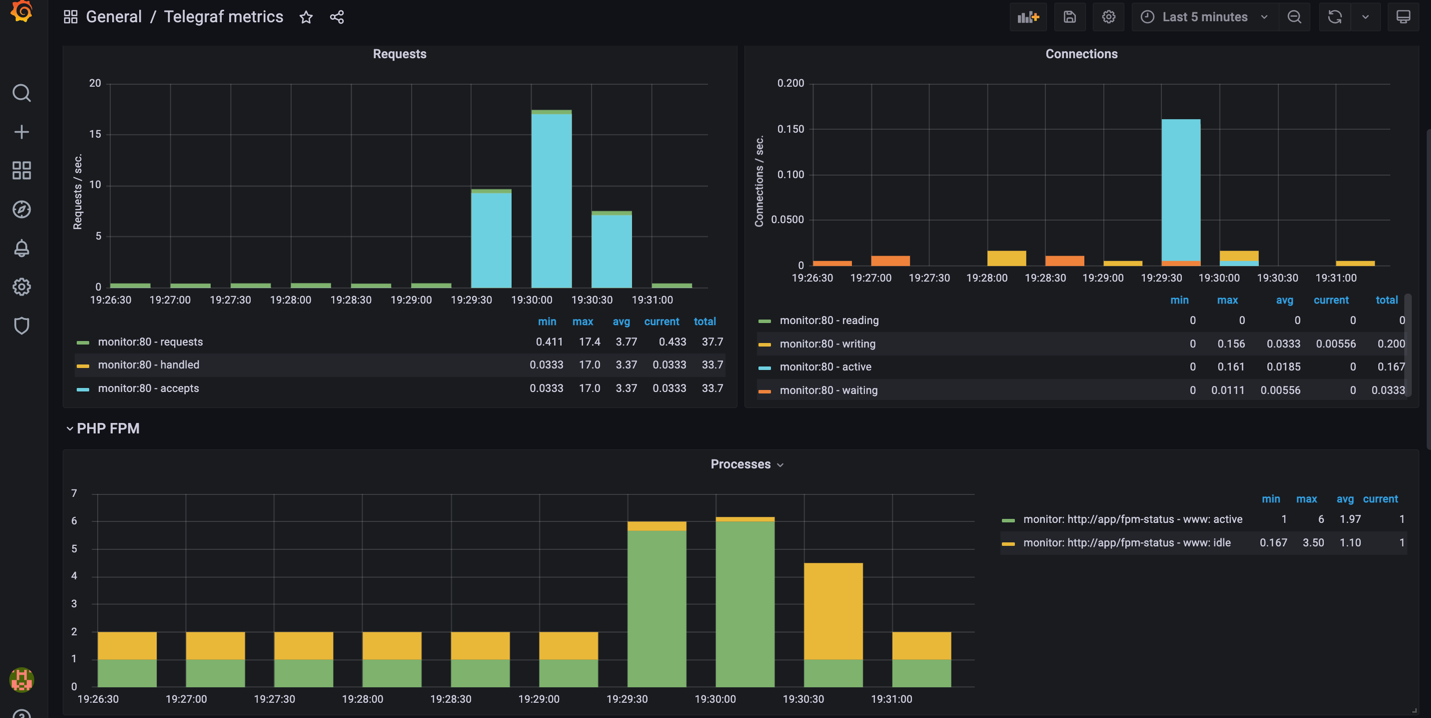 General / Telegraf metrics
Last 5 minutes
Requests
Requests / sec.
20
15
10
5
0
19:26:30 19:27:00 19:27:30 19:28:00 19:28:30 19:29:00 19:29:30 19:30:00 19:30:30 19:31:00
min max avg current total
monitor:80 - requests 0.411 17.4 3.77 0.433 37.7
monitor:80 - handled 0.0333 17.0 3.37 0.0333 33.7
monitor:80 - accepts 0.0333 17.0 3.37 0.0333 33.7
Connections
Connections / sec.
0.200
0.150
0.100
0.0500
0
19:26:30 19:27:00 19:27:30 19:28:00 19:28:30 19:29:00 19:29:30 19:30:00 19:30:30 19:31:00
min max avg current total
monitor:80 - reading 0 0 0 0 0
monitor:80 - writing 0 0.156 0.0333 0.00556 0.200
monitor:80 - active 0 0.161 0.0185 0 0.167
monitor:80 - waiting 0 0.0111 0.00556 0 0.0333
PHP FPM
Processes
7
6
5
4
3
2
1
0
19:26:30 19:27:00 19:27:30 19:28:00 19:28:30 19:29:00 19:29:30 19:30:00 19:30:30 19:31:00
min max avg current
monitor: http://app/fpm-status - www: active 1 6 1.97 1
monitor: http://app/fpm-status - www: idle 0.167 3.50 1.10 1